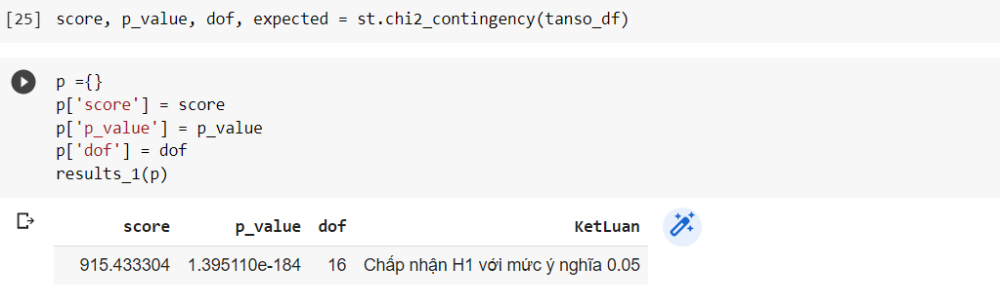 [25] score, p_value, dof, expected = st.chi2_contingency(tanso_df)
p ={}
p['score'] = score
p['p_value'] = p_value
p['dof'] = dof
results_1(p)
score p_value dof KetLuan
915.433304 1.395110e-184 16 Chấp nhận H1 với mức ý nghĩa 0.05